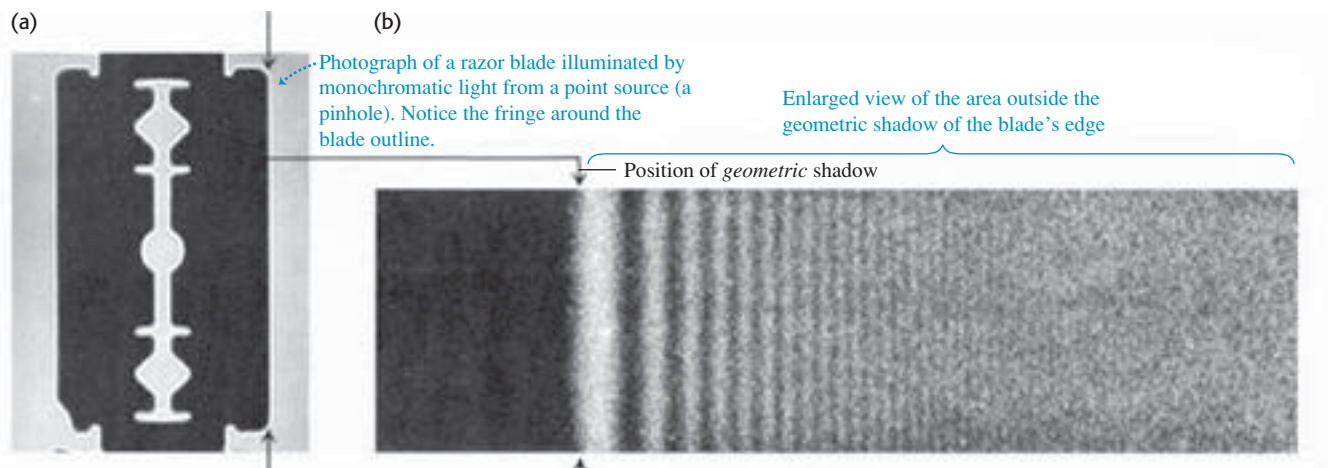 (a)
(b)
Photograph of a razor blade illuminated by
monochromatic light from a point source (a
pinhole). Notice the fringe around the
blade outline.
Enlarged view of the area outside the
geometric shadow of the blade's edge
Position of geometric shadow